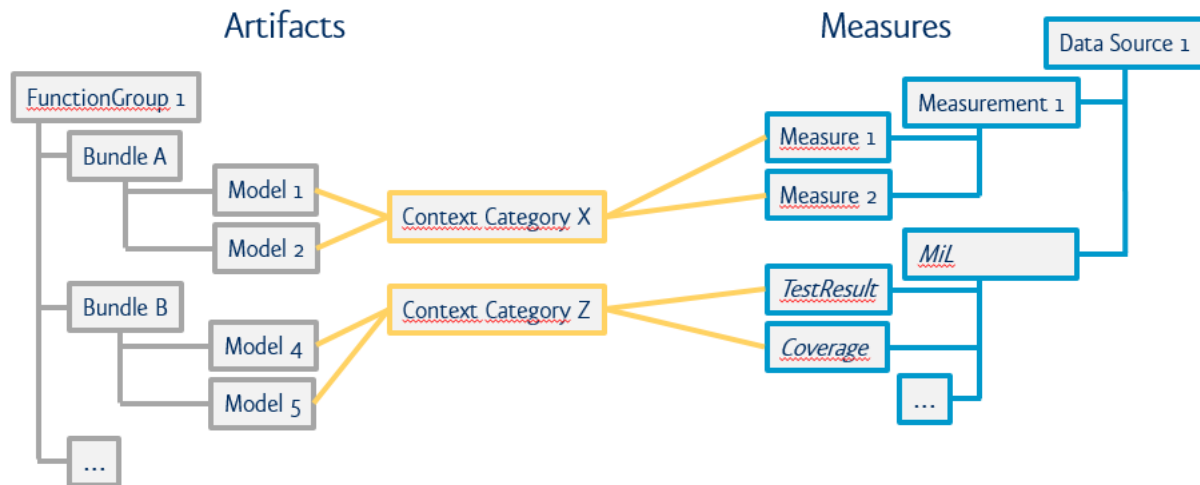 Artifacts
Measures
Data Source 1
FunctionGroup 1
Measurement 1
Bundle A
Measure 1
Model 1
Context Category X
Measure 2
Model 2
MiL
Bundle B
Context Category Z
TestResult
Model 4
Coverage
Model 5
...
...